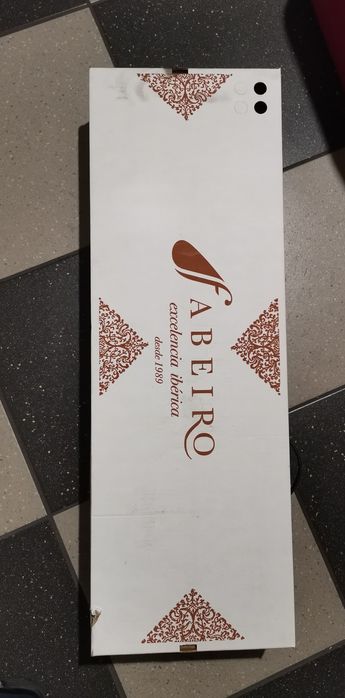 FABEIRO
excelencia ibérica
desde 1989